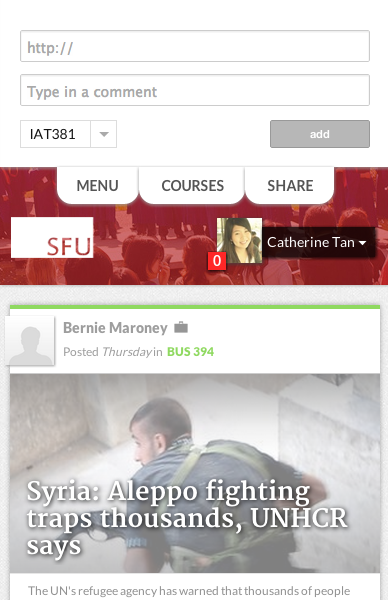 http://
Type in a comment
IAT381
add
MENU
COURSES
SHARE
SFU
0
Catherine Tan
Bernie Maroney
Posted Thursday in BUS 394
Syria: Aleppo fighting
traps thousands, UNHCR
says
The UN's refugee agency has warned that thousands of people